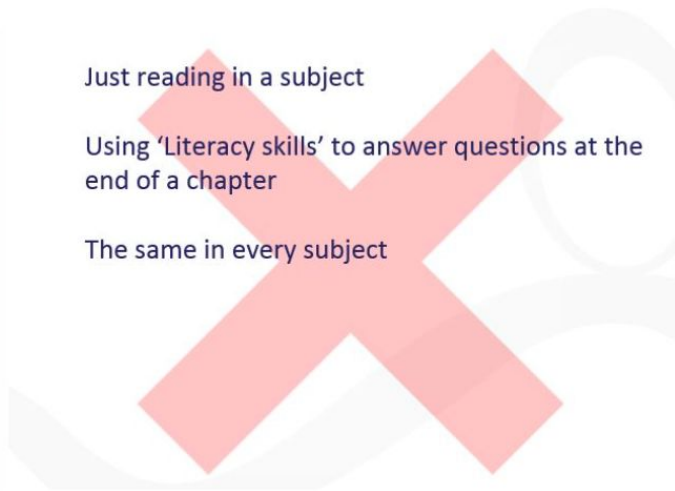 Just reading in a subject
Using ‘Literacy skills’ to answer questions at the
end of a chapter
The same in every subject